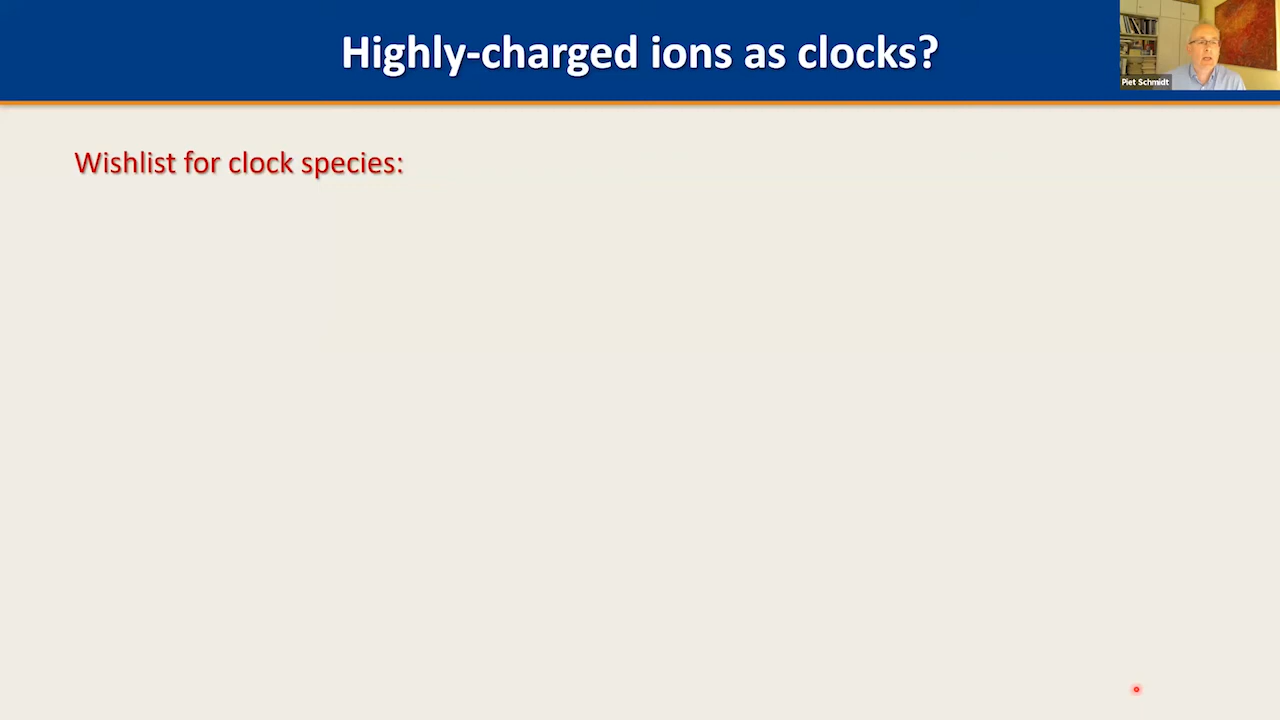 Highly-charged ions as clocks?
Piet Schmidt
Wishlist for clock species: